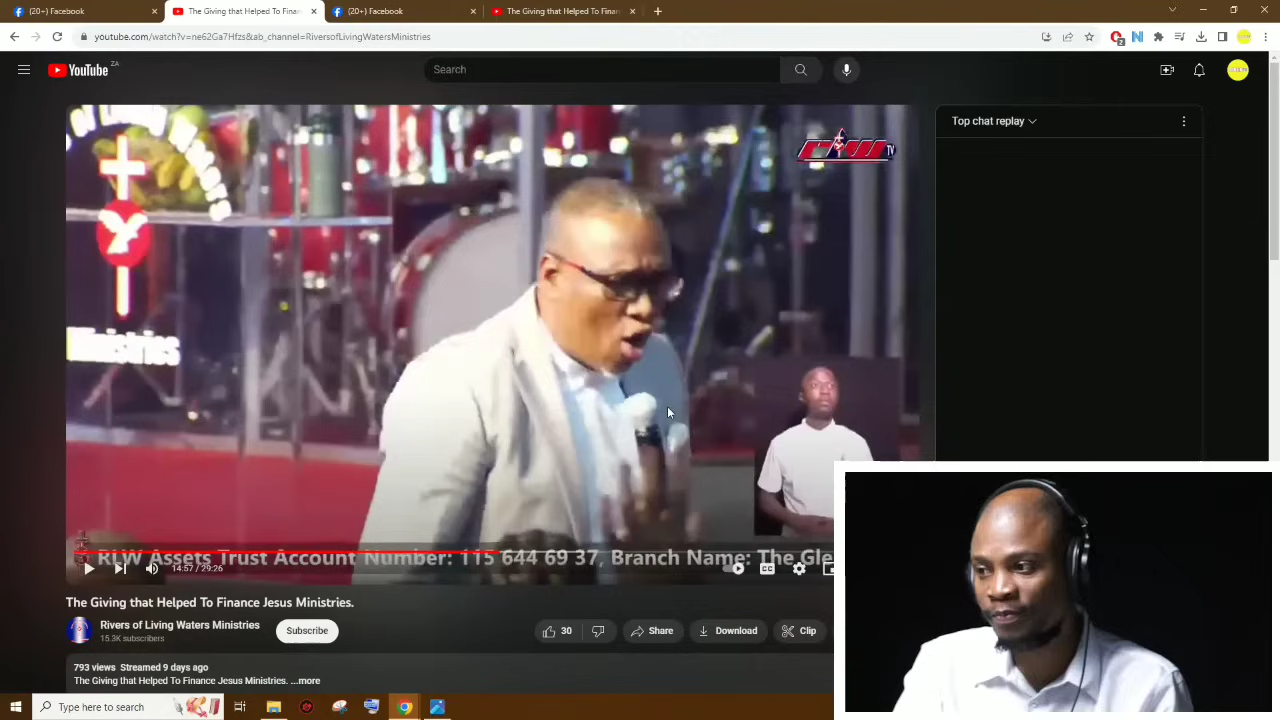 (20+) Facebook
The Giving that Helped To Finan
(20+) Facebook
The Giving that Helped To Finan
youtube.com/watch?v=ne62Ga7Hfzs&ab_channel=RiversofLivingWatersMinistries
YouTube ZA
Search
Top chat replay
TV
Ministries
RLW Assets Trust Account Number: 115 644 69 37, Branch Name: The Gle
14:57 / 29:26
CC
The Giving that Helped To Finance Jesus Ministries.
Rivers of Living Waters Ministries
15.3K subscribers
Subscribe
30
Share
Download
Clip
793 views Streamed 9 days ago
The Giving that Helped To Finance Jesus Ministries. ...more
Type here to search